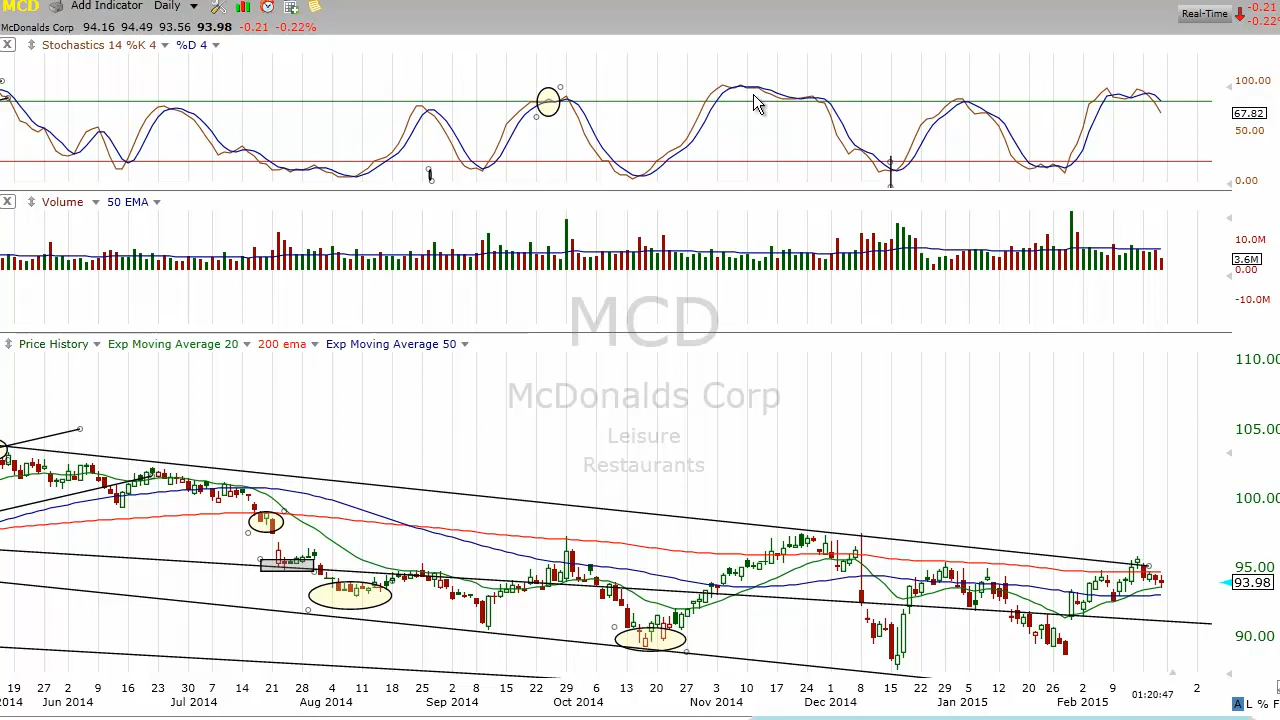 MCD Add Indicator Daily
Real-Time -0.21
-0.22%
McDonalds Corp 94.16 94.49 93.56 93.98 -0.21 -0.22%
X Stochastics 14 %K 4 %D 4
100.00
67.82
50.00
0.00
X Volume 50 EMA
10.0M
3.6M
0.00
-10.0M
MCD
Price History Exp Moving Average 20 200 ema Exp Moving Average 50
110.00
McDonalds Corp
105.00
Leisure
Restaurants
100.00
95.00
93.98
90.00
19 27 2 9 16 23 30 7 14 21 28 4 11 18 25 2 8 15 22 29 6 13 20 27 3 10 17 24 1 8 15 22 29 5 12 20 26 2 9 01:20:47 2
2014 Jun 2014 Jul 2014 Aug 2014 Sep 2014 Oct 2014 Nov 2014 Dec 2014 Jan 2015 Feb 2015 A L % F